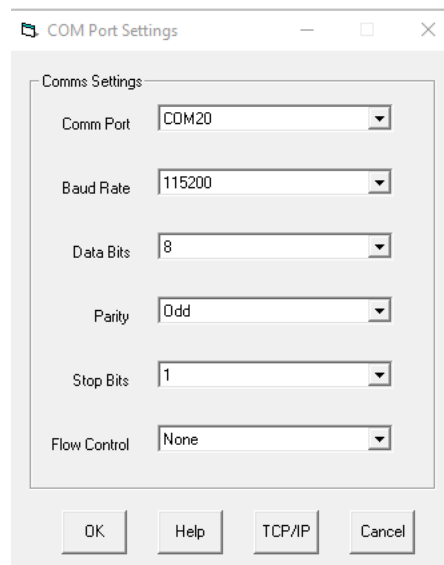 COM Port Settings
Comms Settings
Comm Port COM20
Baud Rate 115200
Data Bits 8
Parity Odd
Stop Bits 1
Flow Control None
OK Help TCP/IP Cancel